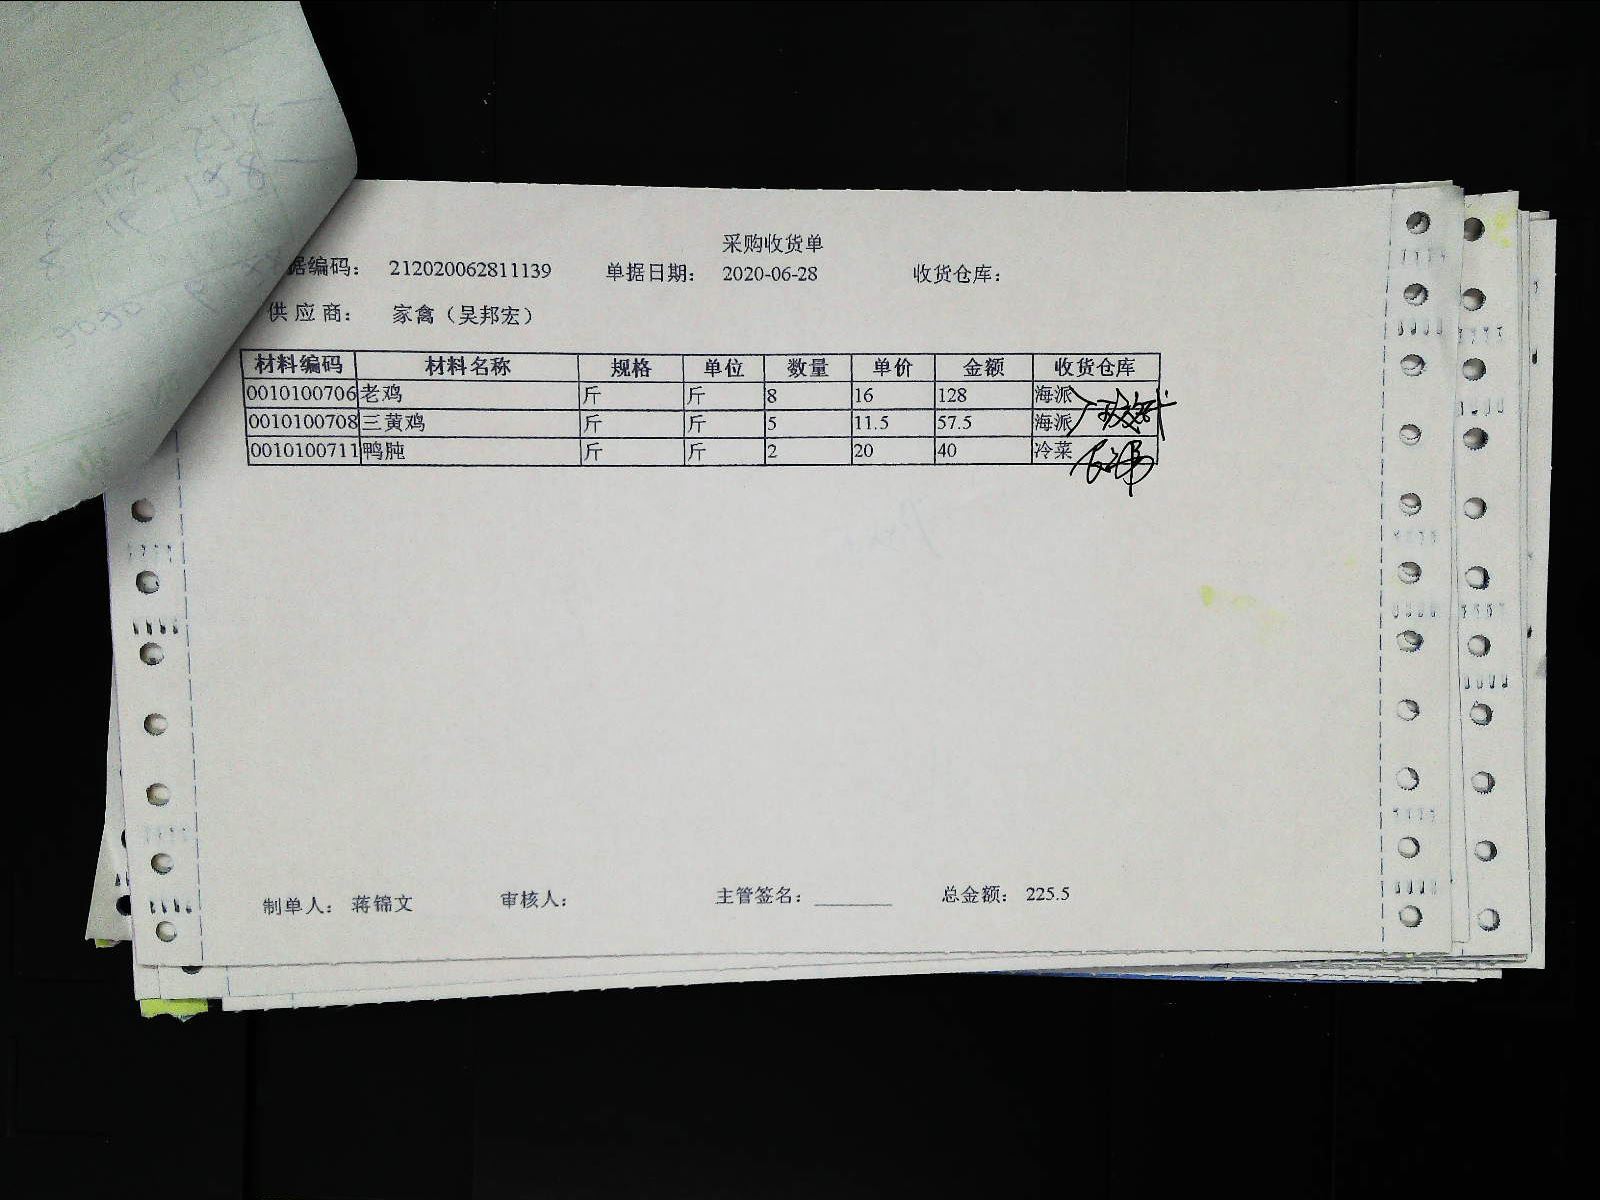 采购收货单
据编码： 212020062811139 单据日期： 2020-06-28 收货仓库：
供应商： 家禽（吴邦宏）
材料编码 材料名称 规格 单位 数量 单价 金额 收货仓库
0010100706 老鸡 斤 斤 8 16 128 海派
0010100708 三黄鸡 斤 斤 5 11.5 57.5 海派
0010100711 鸭肫 斤 斤 2 20 40 冷菜
制单人： 蒋锦文 审核人： 主管签名： 总金额： 225.5